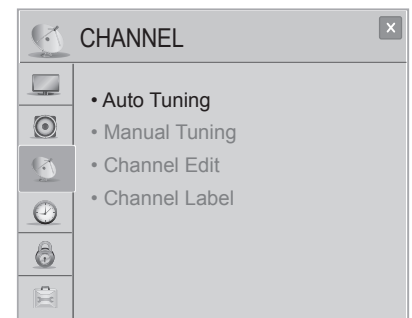 CHANNEL
X
• Auto Tuning
• Manual Tuning
• Channel Edit
• Channel Label